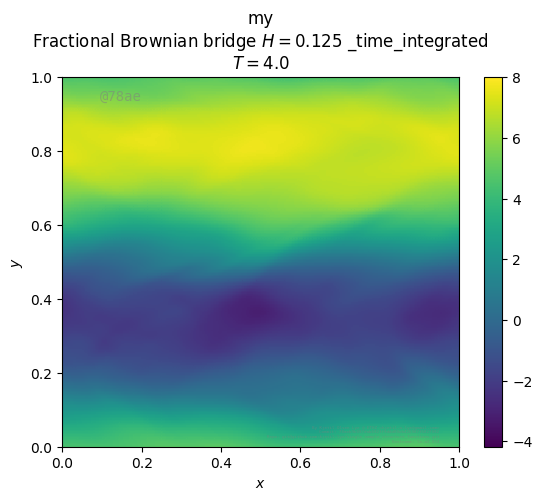 my
Fractional Brownian bridge H = 0.125 _time_integrated
T = 4.0
@78ae
1.0
0.8
0.6
0.4
0.2
0.0
y
0.0 0.2 0.4 0.6 0.8 1.0
x
8
6
4
2
0
−2
−4